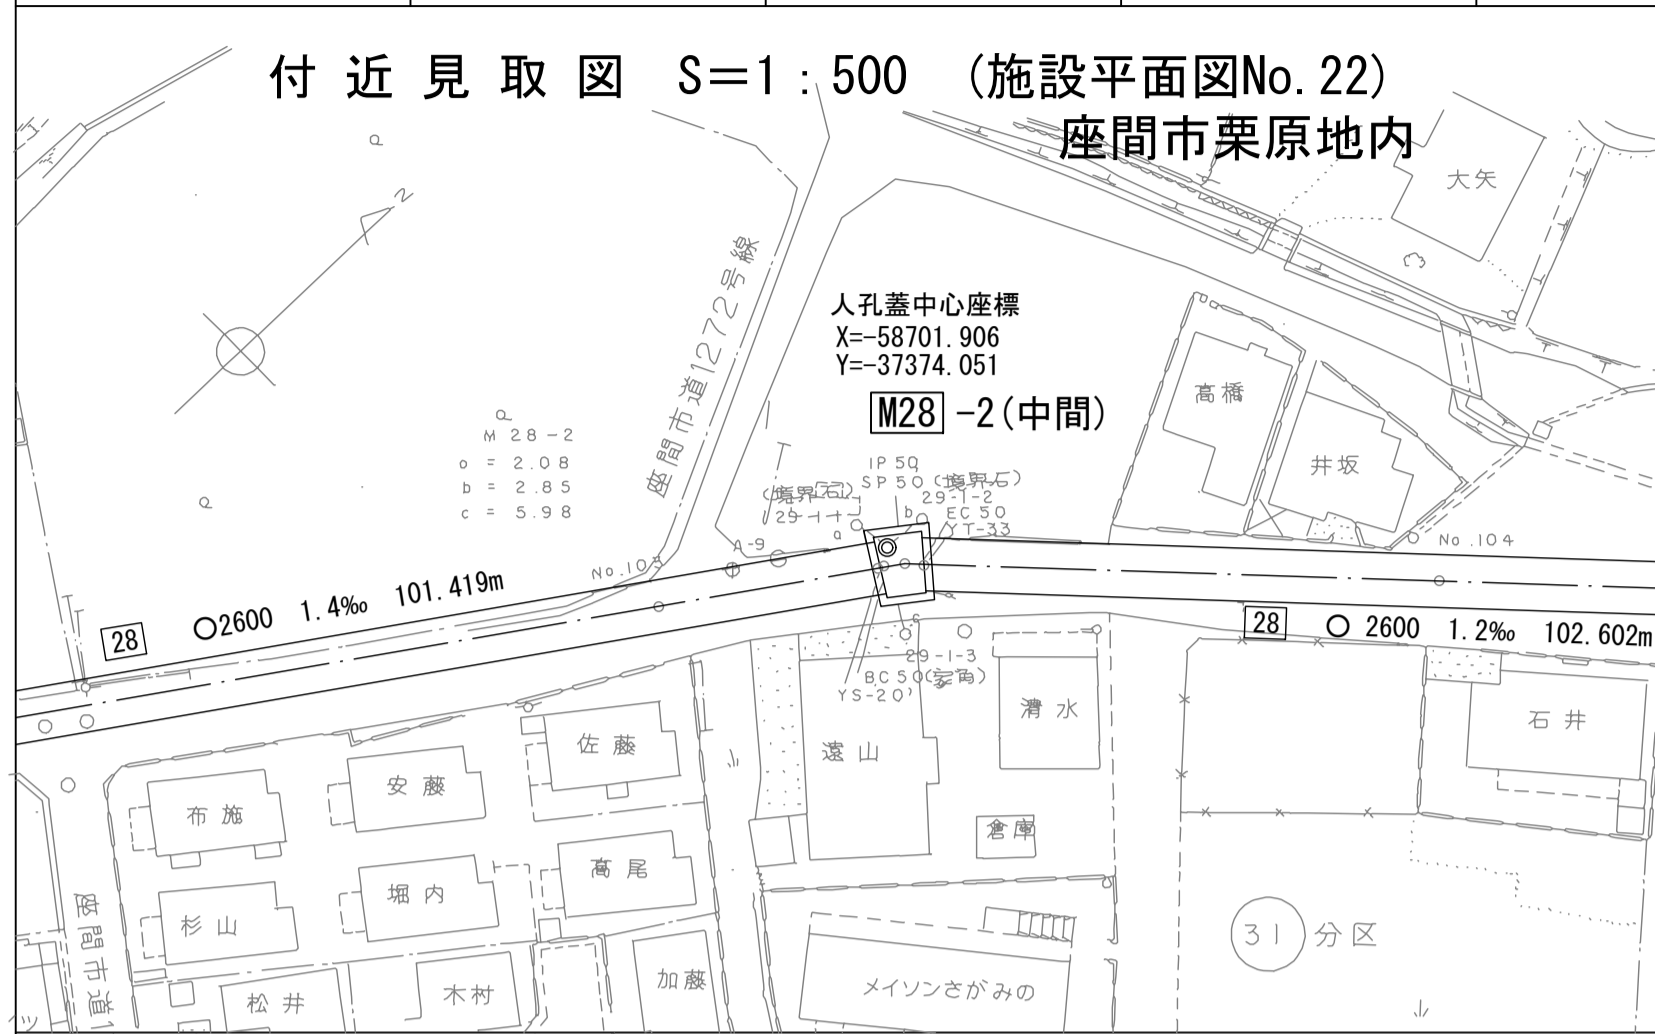 付近見取図 S=1:500 (施設平面図No.22)
座間市栗原地内
大矢
2
座間市道1272号線
人孔蓋中心座標
X=-58701.906
Y=-37374.051
M28 -2(中間)
高橋
井坂
M 28-2
a = 2.08
b = 2.85
c = 5.98
IP 50
SP 50 (境界石)
(境界石)
29-1-2
29-1-1
b
EC 50
a
YT-33
A-9
No.103
No.104
28 ○2600 1.4‰ 101.419m
28 ○ 2600 1.2‰ 102.602m
c
29-1-3
BC 50(家角)
YS-20'
清水
石井
佐藤
遠山
安藤
布施
倉庫
高尾
堀内
杉山
座間市道1
31 分区
加藤
メイソンさがみの
木村
松井
ッ